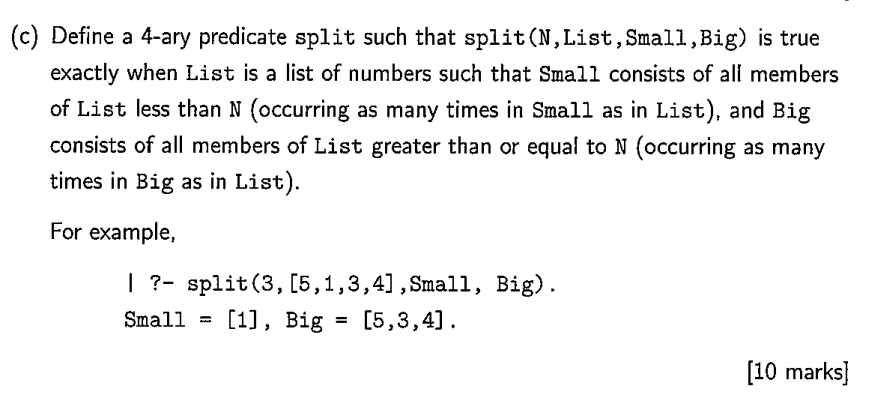 (c) Define a 4-ary predicate split such that split(N,List,Small,Big) is true
exactly when List is a list of numbers such that Small consists of all members
of List less than N (occurring as many times in Small as in List), and Big
consists of all members of List greater than or equal to N (occurring as many
times in Big as in List).
For example,
| ?- split(3,[5,1,3,4],Small, Big).
Small = [1], Big = [5,3,4].
[10 marks]